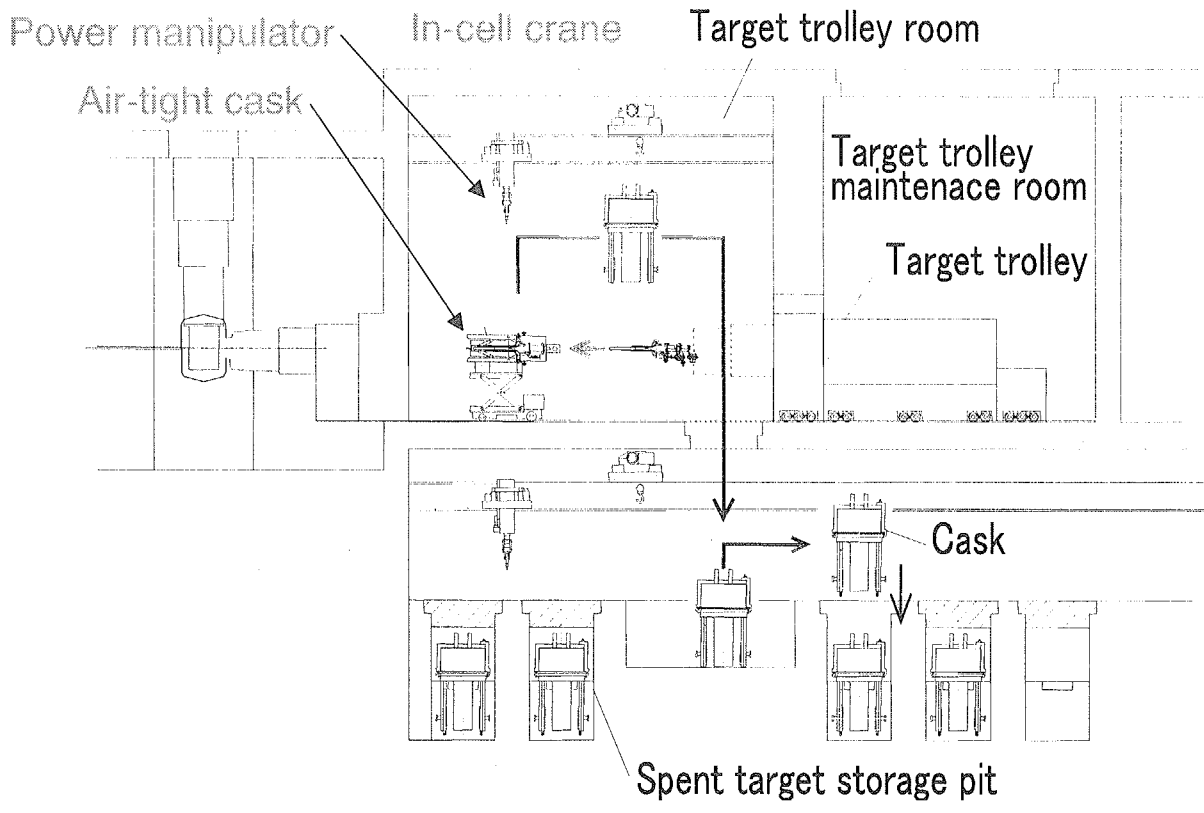 Power manipulator
In-cell crane
Target trolley room
Air-tight cask
Target trolley
maintenace room
Target trolley
Cask
Spent target storage pit